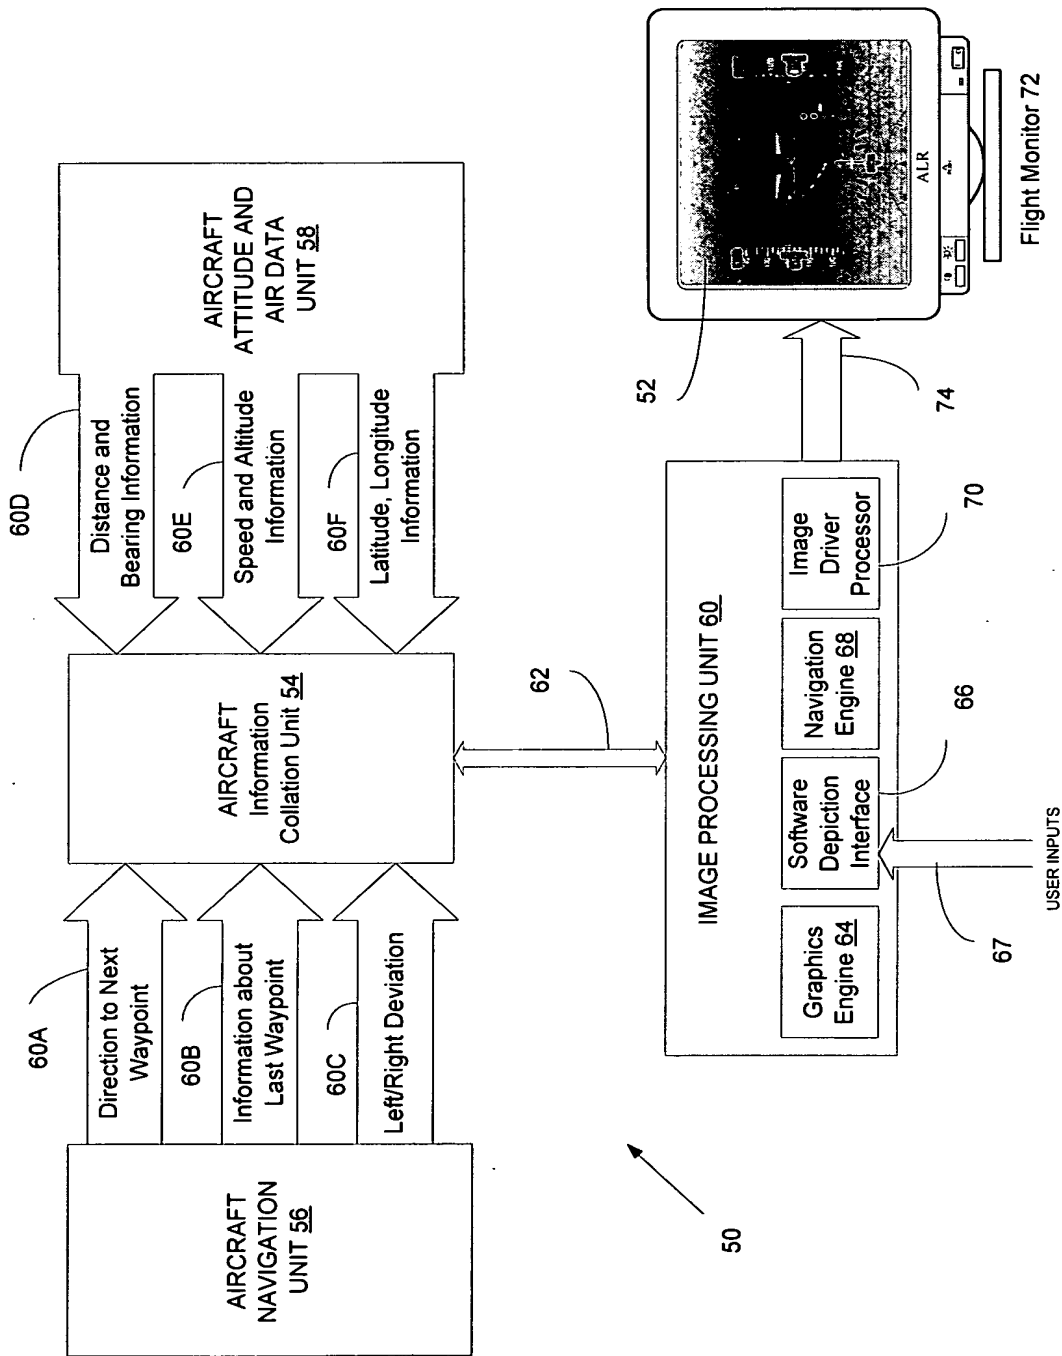 60A
Direction to Next
Waypoint
60B
Information about
Last Waypoint
60C
Left/Right Deviation
AIRCRAFT
NAVIGATION
UNIT 56
AIRCRAFT
Information
Collation Unit 54
60D
Distance and
Bearing Information
60E
Speed and Altitude
Information
60F
Latitude, Longitude
Information
AIRCRAFT
ATTITUDE AND
AIR DATA
UNIT 58
50
62
IMAGE PROCESSING UNIT 60
Graphics
Engine 64
Software
Depiction
Interface
Navigation
Engine 68
Image
Driver
Processor
66
70
67
USER INPUTS
52
74
ALR
Flight Monitor 72